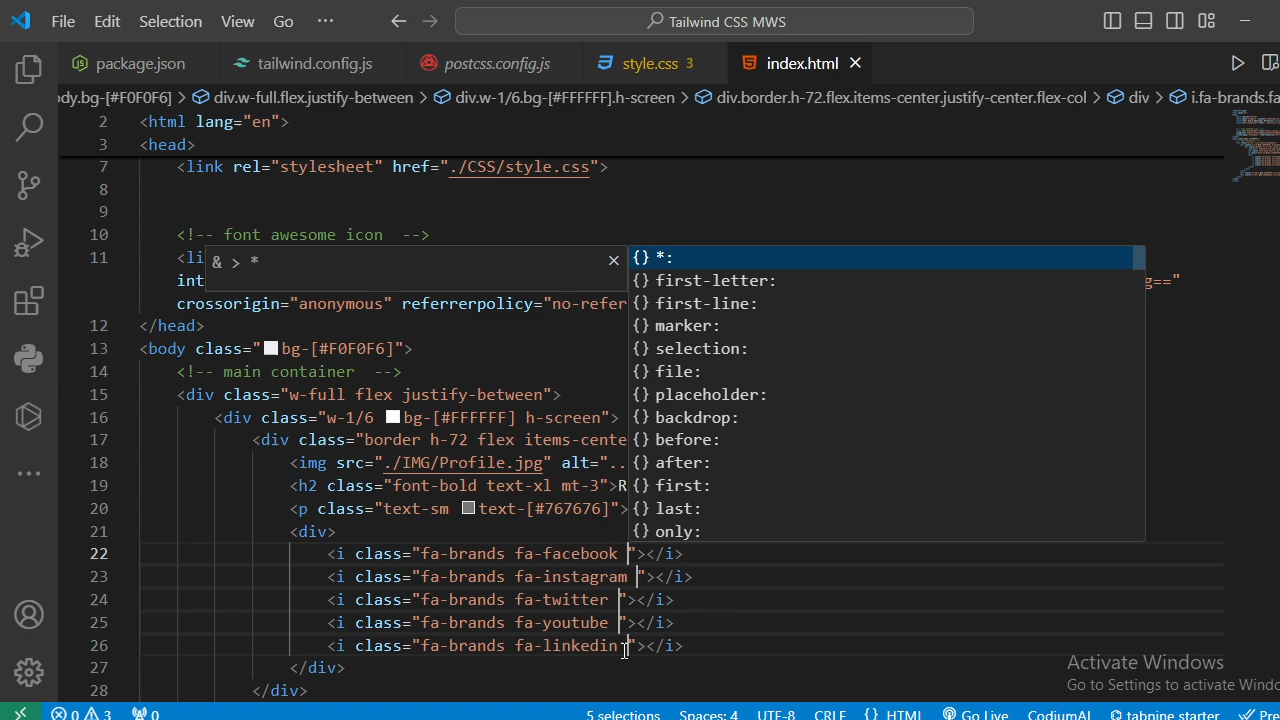 File Edit Selection View Go ··· Tailwind CSS MWS
package.json tailwind.config.js postcss.config.js style.css 3 index.html
dy.bg-[#F0F0F6] > div.w-full.flex.justify-between > div.w-1/6.bg-[#FFFFFF].h-screen > div.border.h-72.flex.items-center.justify-center.flex-col > div > i.fa-brands.fa
2 <html lang="en">
3 <head>
7 <link rel="stylesheet" href="./CSS/style.css">
8
9
10 <!-- font awesome icon -->
11 <li
& > *
int g=="
crossorigin="anonymous" referrerpolicy="no-refer
12 </head>
13 <body class="bg-[#F0F0F6]">
14 <!-- main container -->
15 <div class="w-full flex justify-between">
16 <div class="w-1/6 bg-[#FFFFFF] h-screen">
17 <div class="border h-72 flex items-cente
18 <img src="./IMG/Profile.jpg" alt="..
19 <h2 class="font-bold text-xl mt-3">R
20 <p class="text-sm text-[#767676]">
21 <div>
22 <i class="fa-brands fa-facebook "></i>
23 <i class="fa-brands fa-instagram "></i>
24 <i class="fa-brands fa-twitter "></i>
25 <i class="fa-brands fa-youtube "></i>
26 <i class="fa-brands fa-linkedin "></i>
27 </div>
28 </div>
{} *:
{} first-letter:
{} first-line:
{} marker:
{} selection:
{} file:
{} placeholder:
{} backdrop:
{} before:
{} after:
{} first:
{} last:
{} only:
Activate Windows
Go to Settings to activate Windo
0 3 0 5 selections Spaces: 4 UTF-8 CRLF {} HTML Go Live CodiumAI tabnine starter Pre